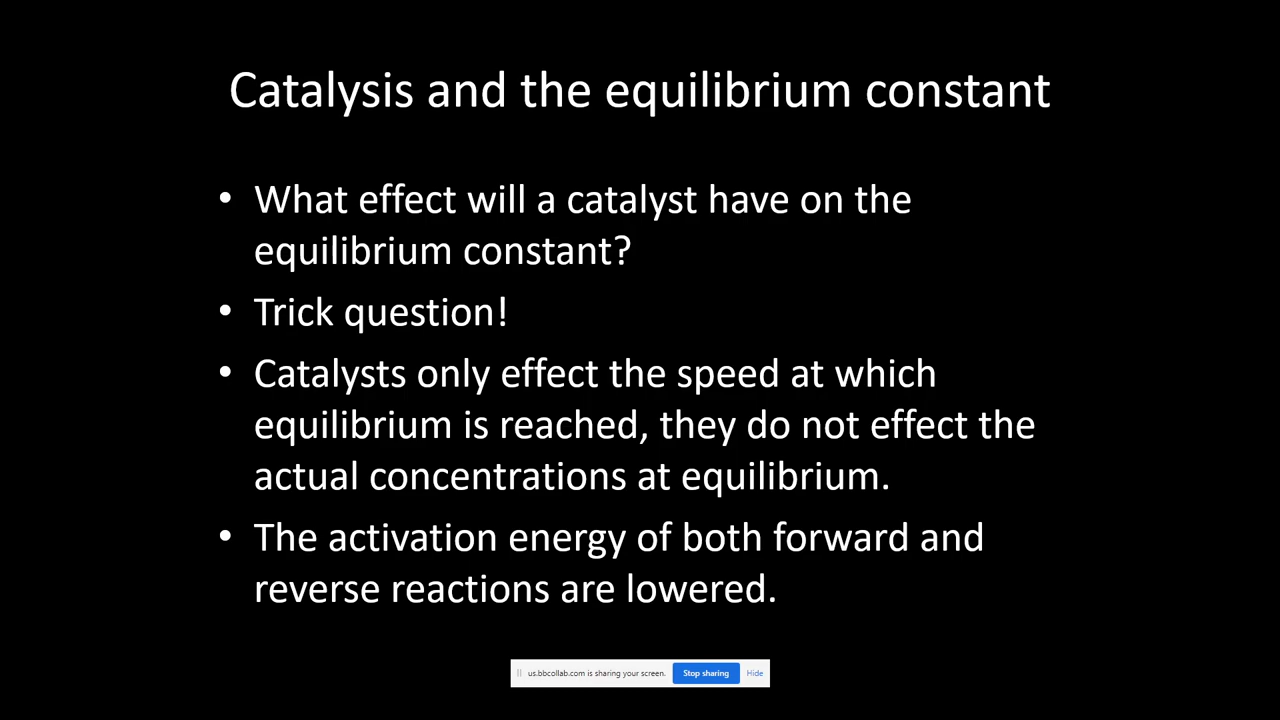 Catalysis and the equilibrium constant
• What effect will a catalyst have on the
equilibrium constant?
• Trick question!
• Catalysts only effect the speed at which
equilibrium is reached, they do not effect the
actual concentrations at equilibrium.
• The activation energy of both forward and
reverse reactions are lowered.
us.bbcollab.com is sharing your screen. Stop sharing Hide